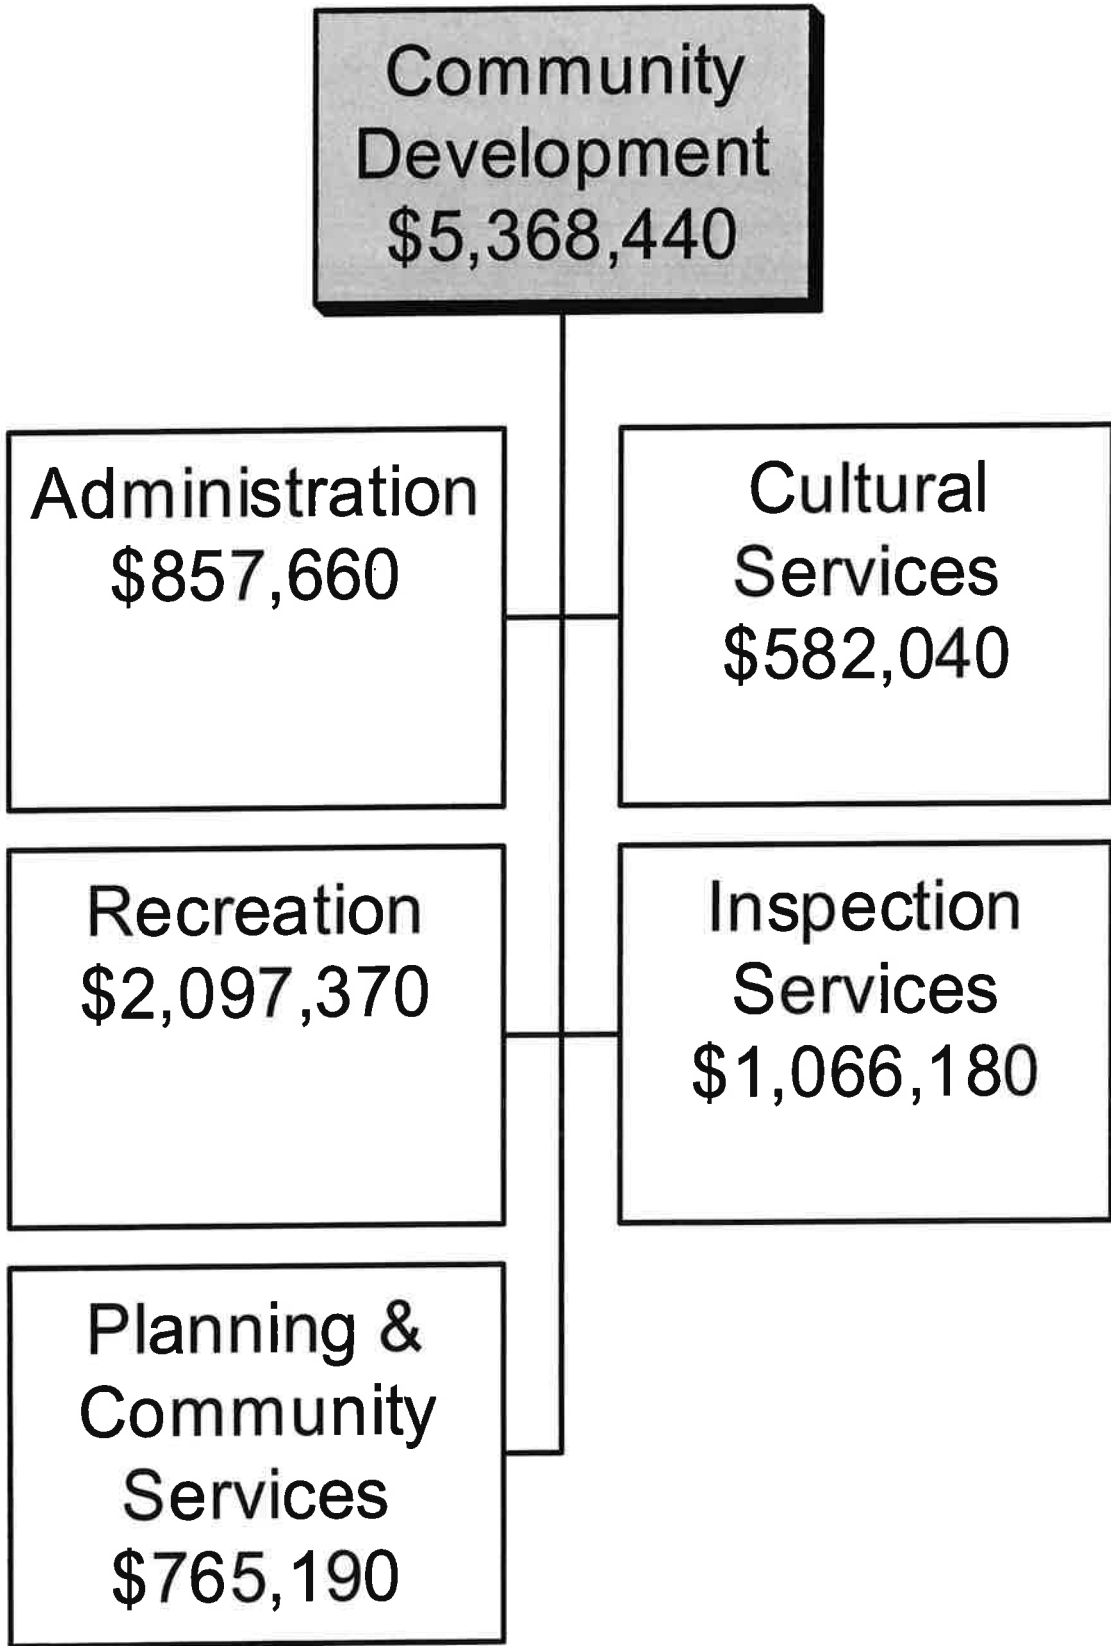 Community
Development
$5,368,440
Administration
$857,660
Cultural
Services
$582,040
Recreation
$2,097,370
Inspection
Services
$1,066,180
Planning &
Community
Services
$765,190